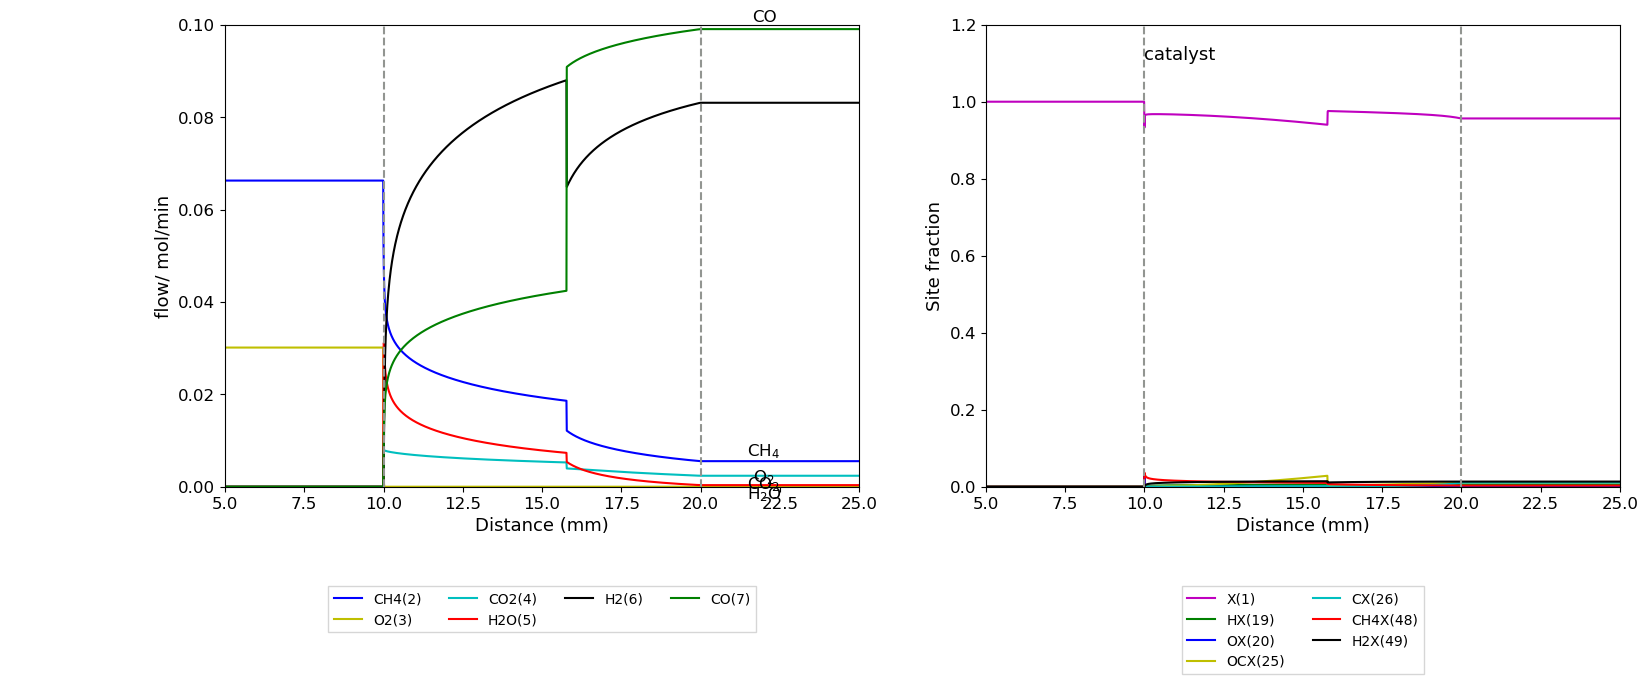 CO
0.10
0.08
0.06
0.04
0.02
0.00
flow/ mol/min
CH4
O2
CO2
H2O
5.0 7.5 10.0 12.5 15.0 17.5 20.0 22.5 25.0
Distance (mm)
CH4(2) CO2(4) H2(6) CO(7)
O2(3) H2O(5)
1.2
1.0
0.8
0.6
0.4
0.2
0.0
Site fraction
catalyst
5.0 7.5 10.0 12.5 15.0 17.5 20.0 22.5 25.0
Distance (mm)
X(1) CX(26)
HX(19) CH4X(48)
OX(20) H2X(49)
OCX(25)